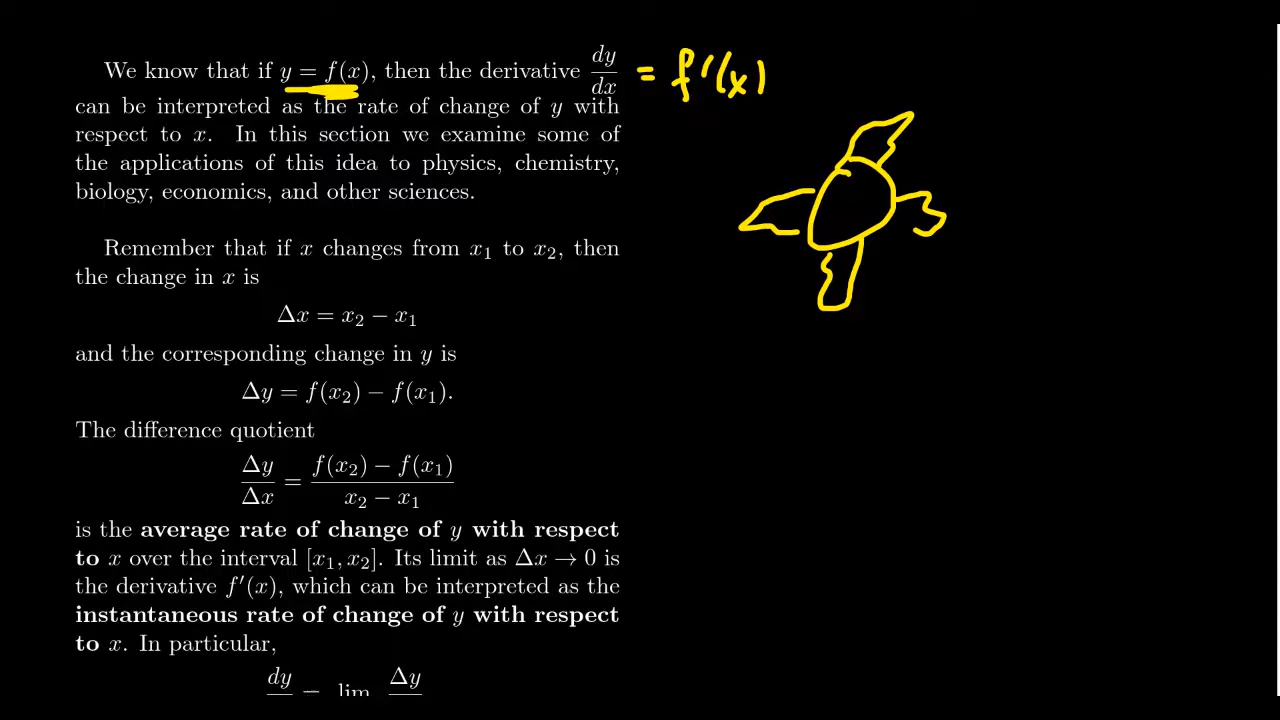 We know that if y = f(x), then the derivative dy/dx = f'(x)
can be interpreted as the rate of change of y with
respect to x. In this section we examine some of
the applications of this idea to physics, chemistry,
biology, economics, and other sciences.
Remember that if x changes from x₁ to x₂, then
the change in x is
Δx = x₂ − x₁
and the corresponding change in y is
Δy = f(x₂) − f(x₁).
The difference quotient
Δy/Δx = (f(x₂) − f(x₁))/(x₂ − x₁)
is the average rate of change of y with respect
to x over the interval [x₁, x₂]. Its limit as Δx → 0 is
the derivative f′(x), which can be interpreted as the
instantaneous rate of change of y with respect
to x. In particular,
dy = lim Δy